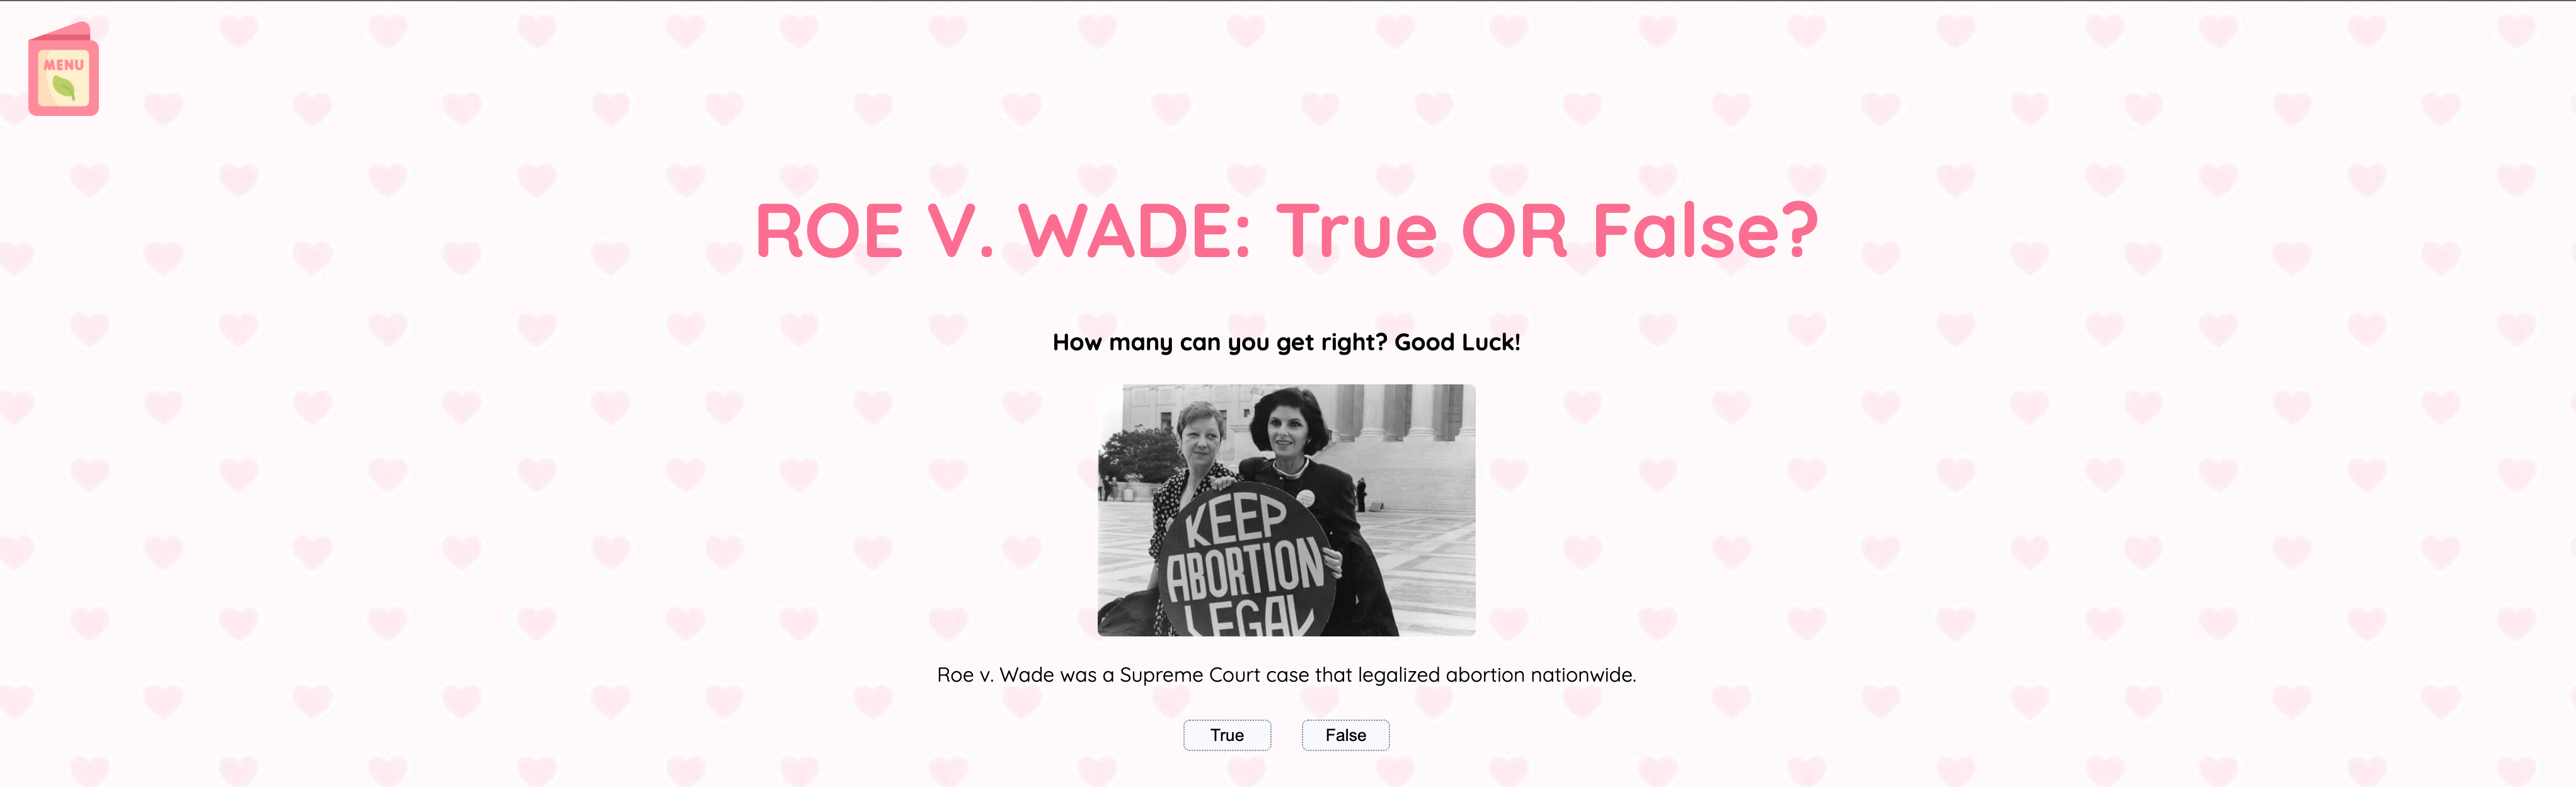 MENU
ROE V. WADE: True OR False?
How many can you get right? Good Luck!
KEEP
ABORTION
LEGAL
Roe v. Wade was a Supreme Court case that legalized abortion nationwide.
True False